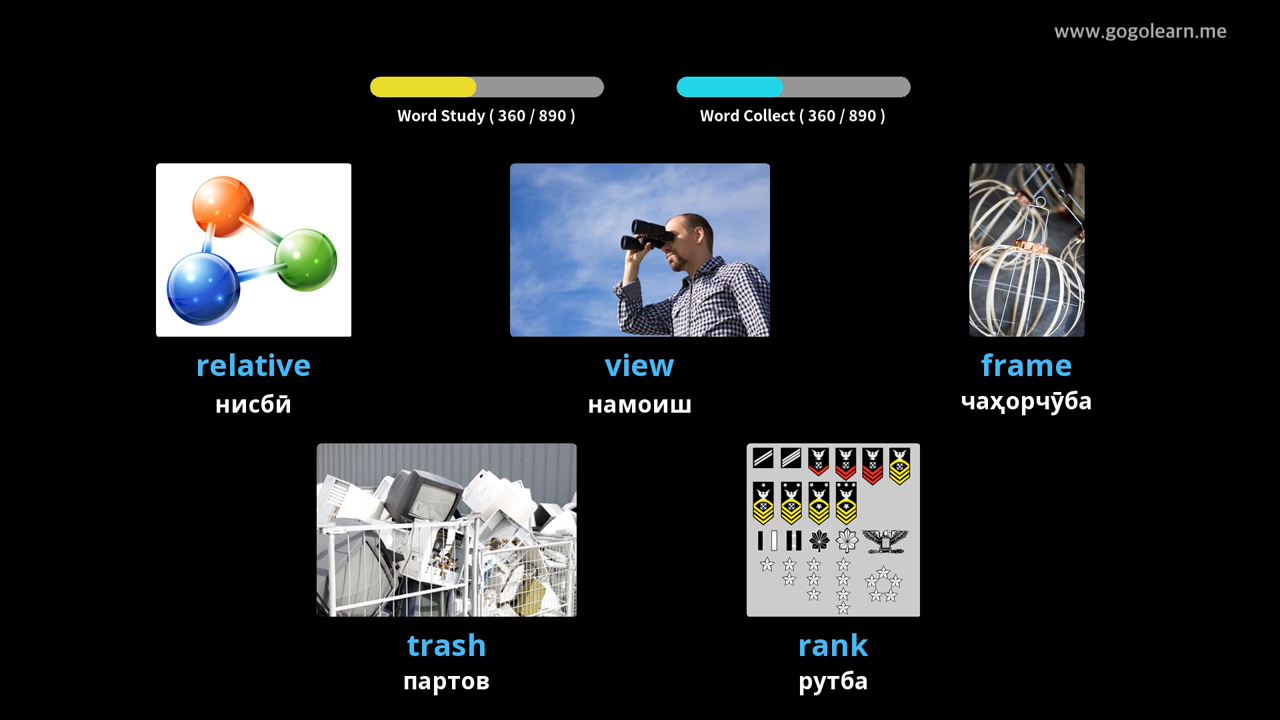 www.gogolearn.me
Word Study ( 360 / 890 )
Word Collect ( 360 / 890 )
relative
нисбӣ
view
намоиш
frame
чаҳорчӯба
trash
партов
rank
рутба